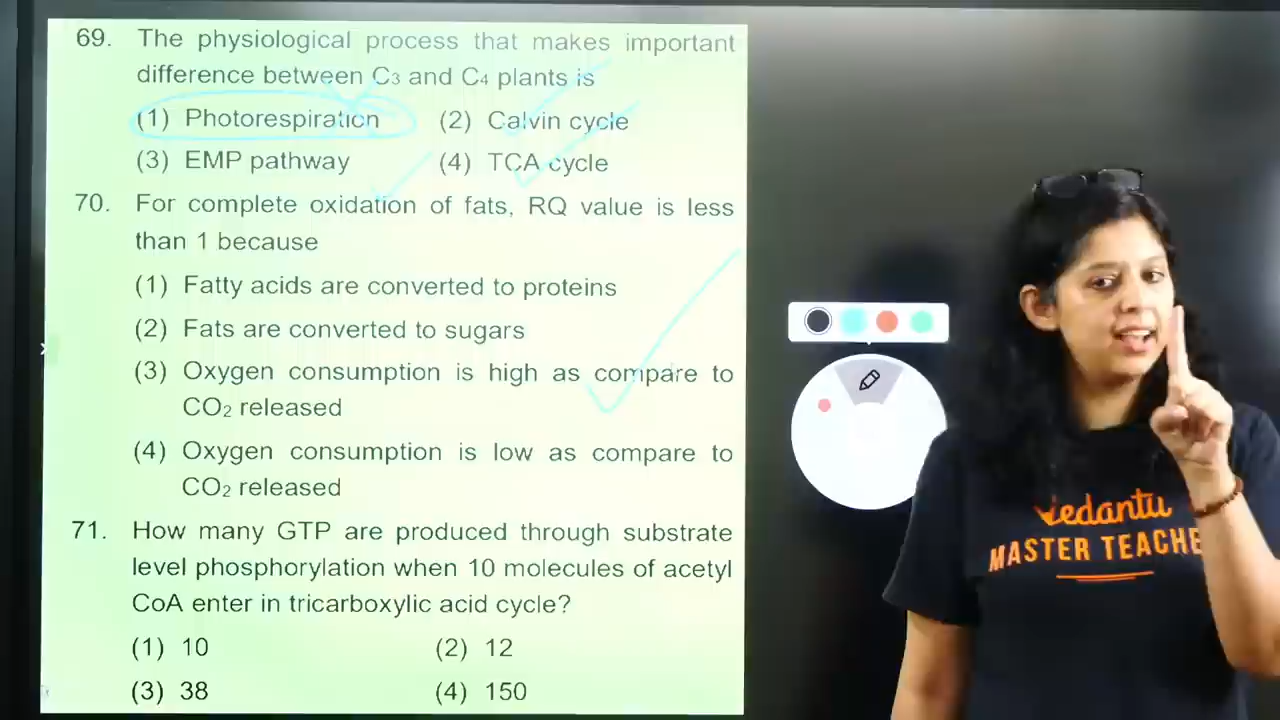 69. The physiological process that makes important
difference between C₃ and C₄ plants is
(1) Photorespiration (2) Calvin cycle
(3) EMP pathway (4) TCA cycle
70. For complete oxidation of fats, RQ value is less
than 1 because
(1) Fatty acids are converted to proteins
(2) Fats are converted to sugars
(3) Oxygen consumption is high as compare to
CO₂ released
(4) Oxygen consumption is low as compare to
CO₂ released
71. How many GTP are produced through substrate
level phosphorylation when 10 molecules of acetyl
CoA enter in tricarboxylic acid cycle?
(1) 10 (2) 12
(3) 38 (4) 150
Vedantu
MASTER TEACHE